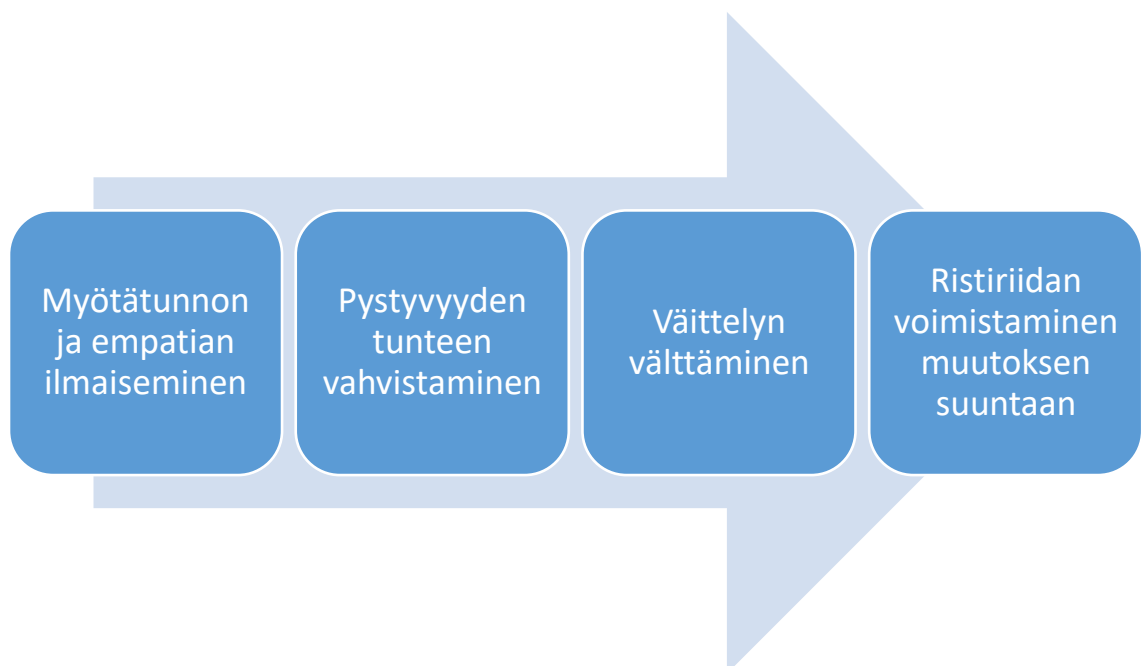 Myötätunnon
ja empatian
ilmaiseminen
Pystyvyyden
tunteen
vahvistaminen
Väittelyn
välttäminen
Ristiriidan
voimistaminen
muutoksen
suuntaan